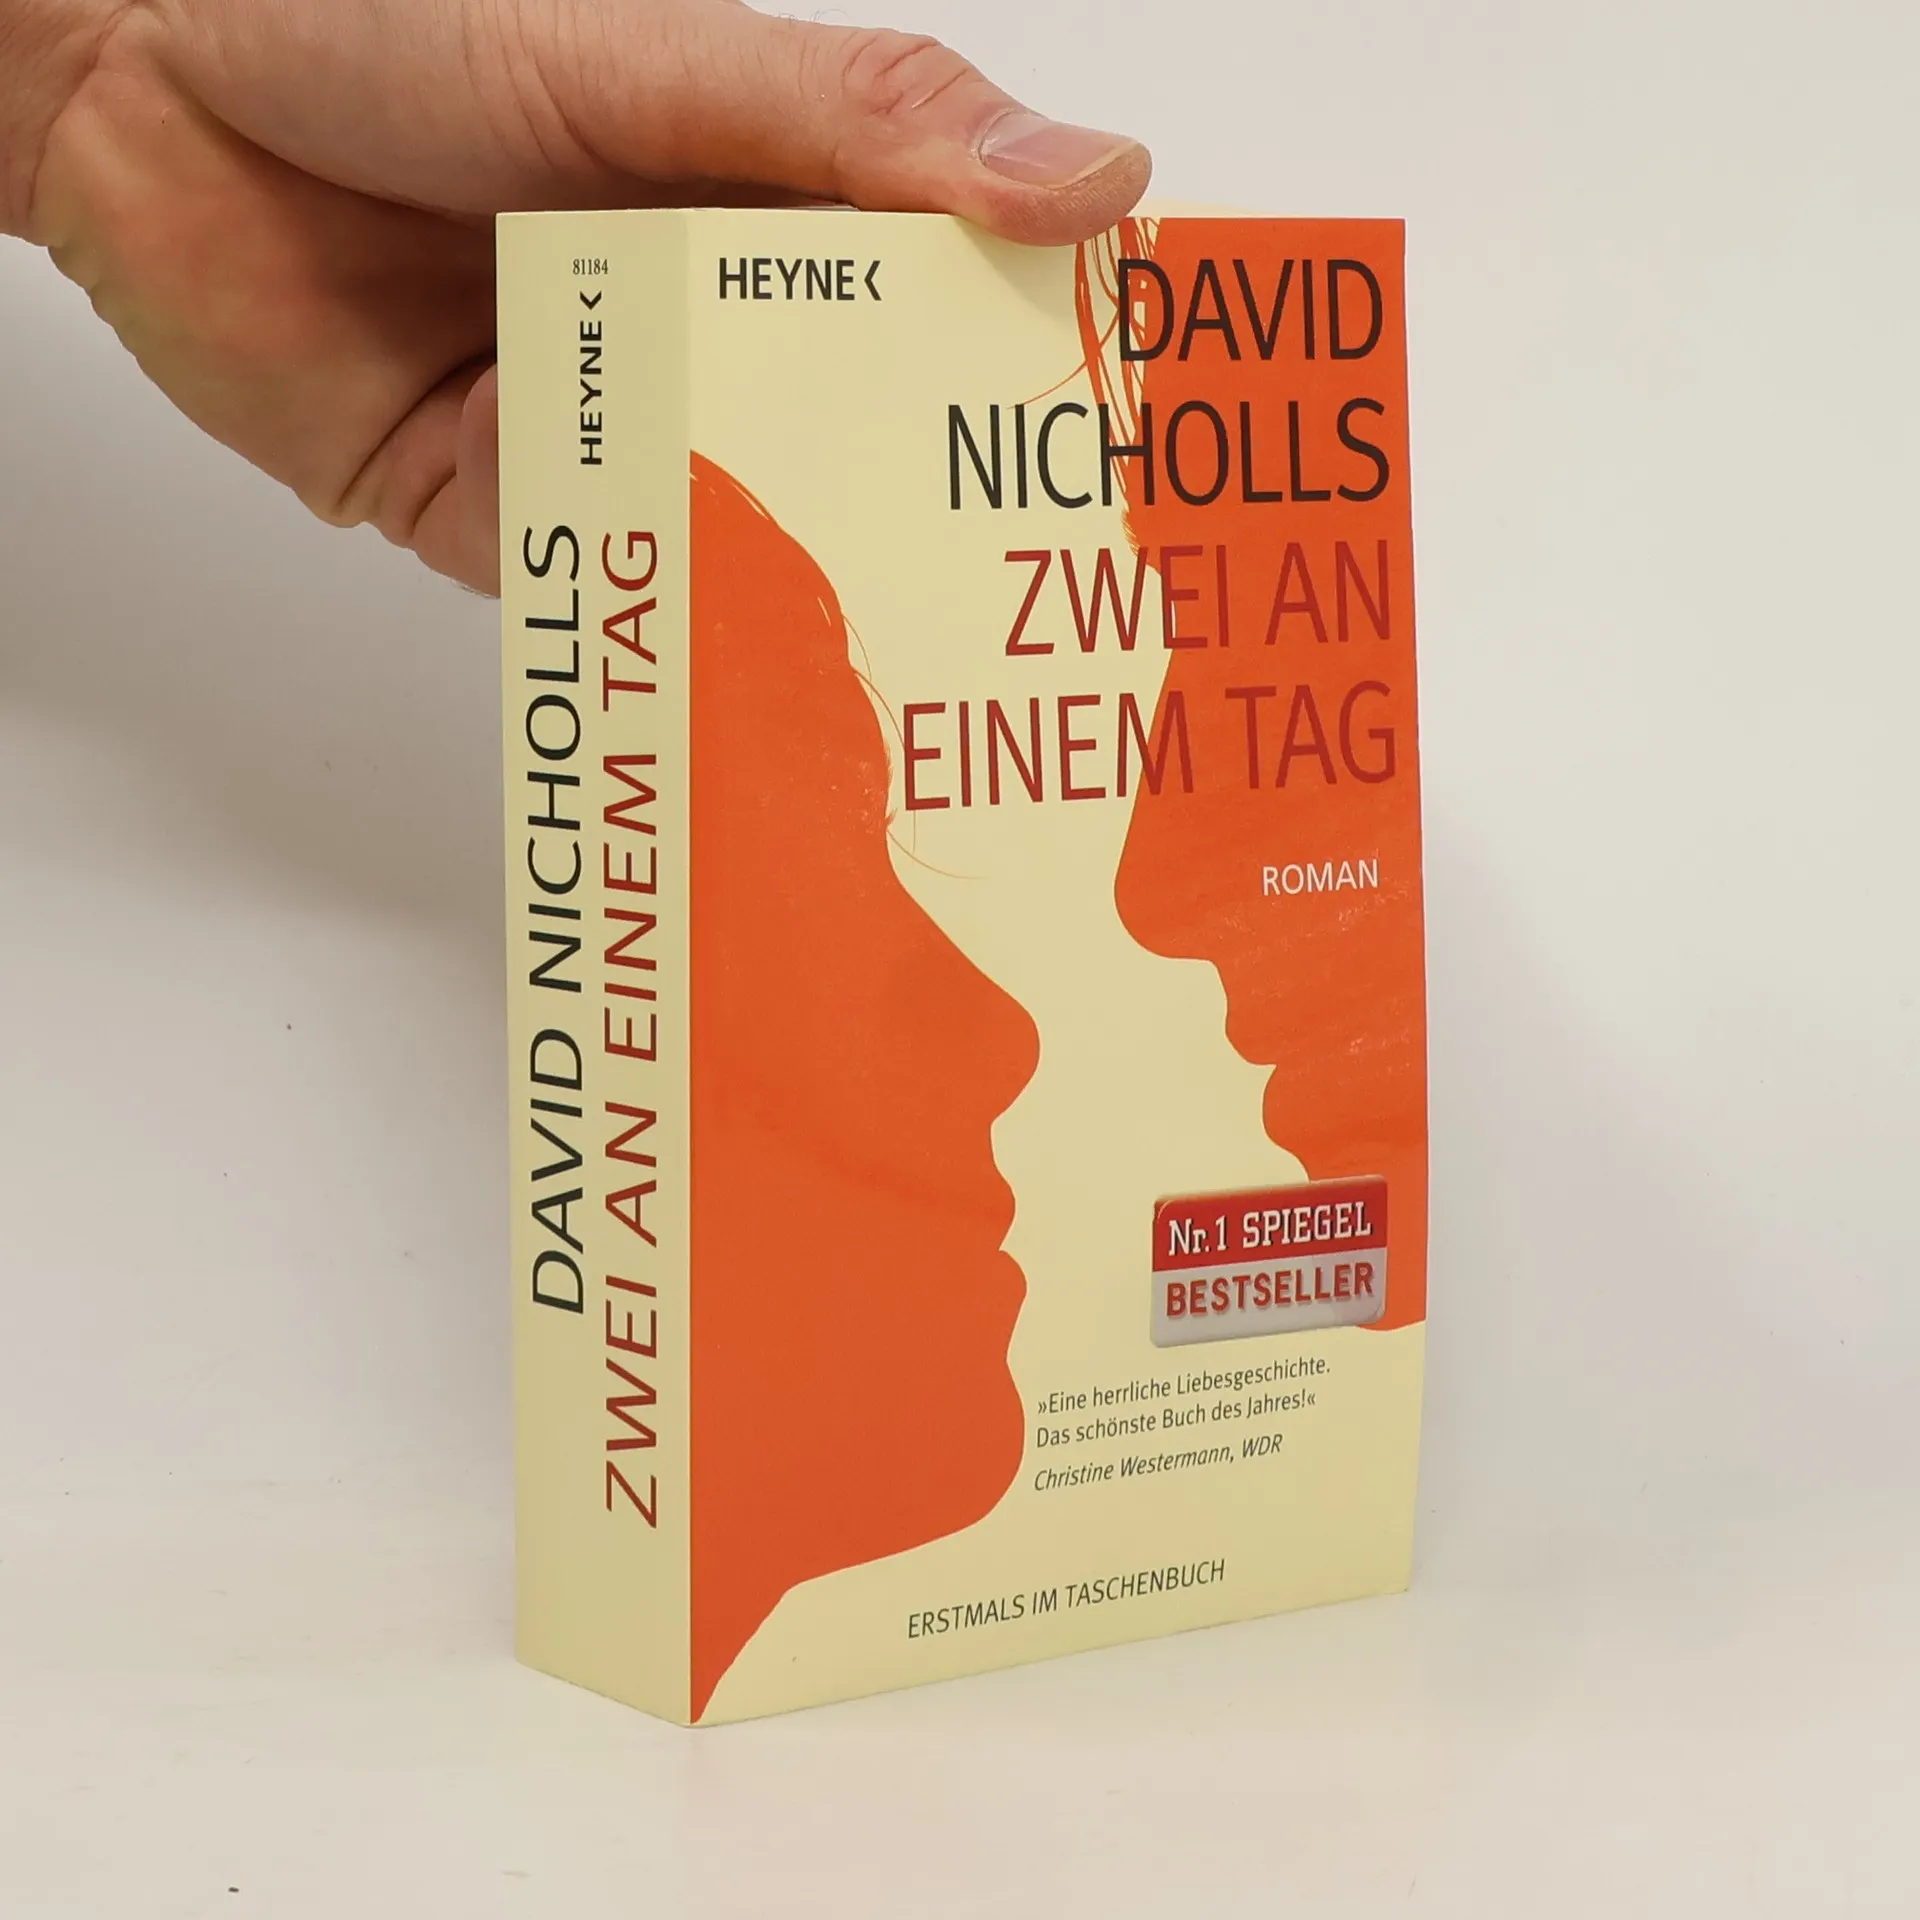 81184
HEYNE<
DAVID NICHOLLS
ZWEI AN EINEM TAG
HEYNE<
DAVID
NICHOLLS
ZWEI AN
EINEM TAG
ROMAN
Nr.1 SPIEGEL
BESTSELLER
»Eine herrliche Liebesgeschichte.
Das schönste Buch des Jahres!«
Christine Westermann, WDR
ERSTMALS IM TASCHENBUCH